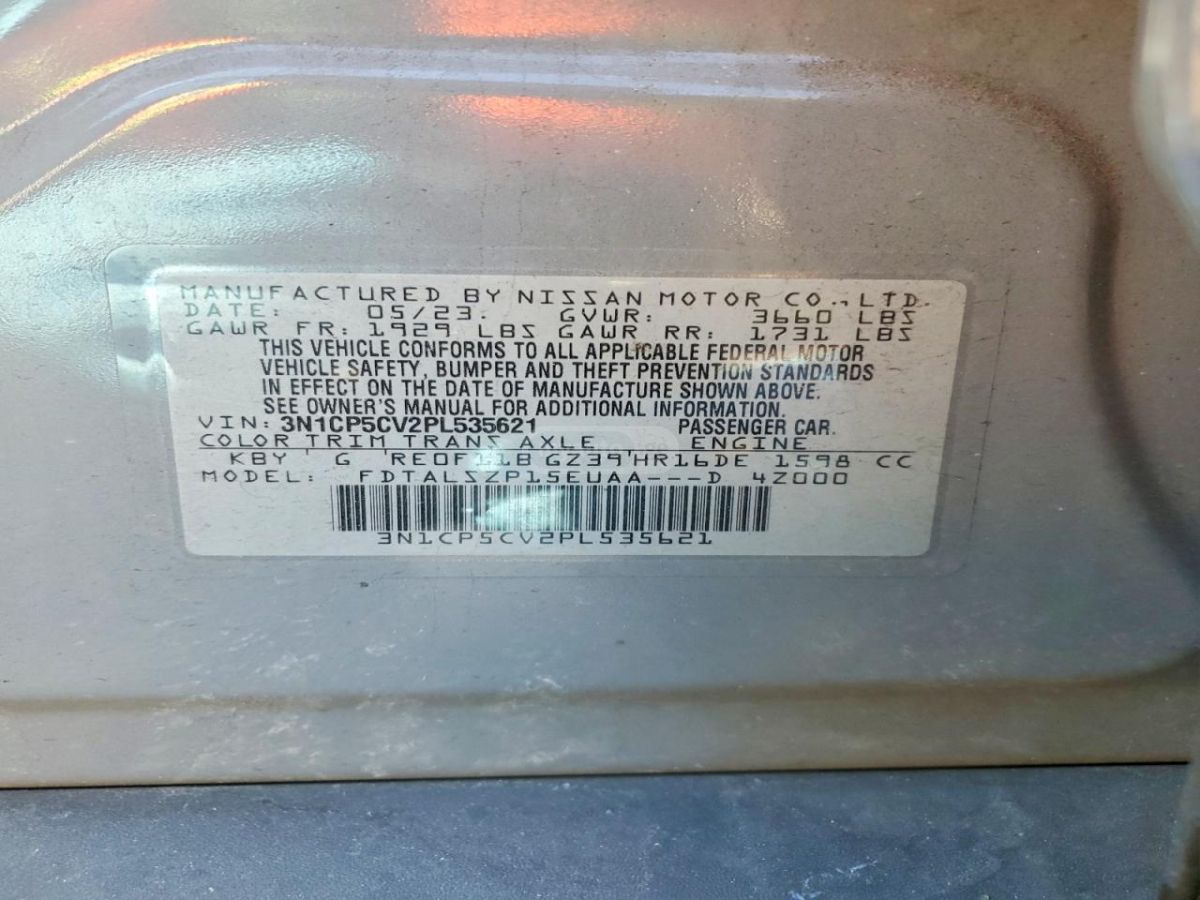 MANUFACTURED BY NISSAN MOTOR CO.,LTD.
DATE: 05/23. GVWR: 3660 LBS
GAWR FR: 1929 LBS GAWR RR: 1731 LBS
THIS VEHICLE CONFORMS TO ALL APPLICABLE FEDERAL MOTOR
VEHICLE SAFETY, BUMPER AND THEFT PREVENTION STANDARDS
IN EFFECT ON THE DATE OF MANUFACTURE SHOWN ABOVE.
SEE OWNER'S MANUAL FOR ADDITIONAL INFORMATION.
VIN: 3N1CP5CV2PL535621 PASSENGER CAR.
COLOR TRIM TRANS AXLE ENGINE
KBY G RE0F11B GZ39 HR16DE 1598 CC
MODEL: FDTALSZP15EUAA---D 4Z000
3N1CP5CV2PL535621